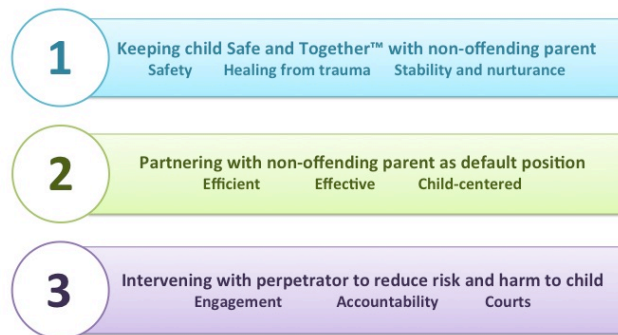 1
Keeping child Safe and Together™ with non-offending parent
Safety Healing from trauma Stability and nurturance
2
Partnering with non-offending parent as default position
Efficient Effective Child-centered
3
Intervening with perpetrator to reduce risk and harm to child
Engagement Accountability Courts